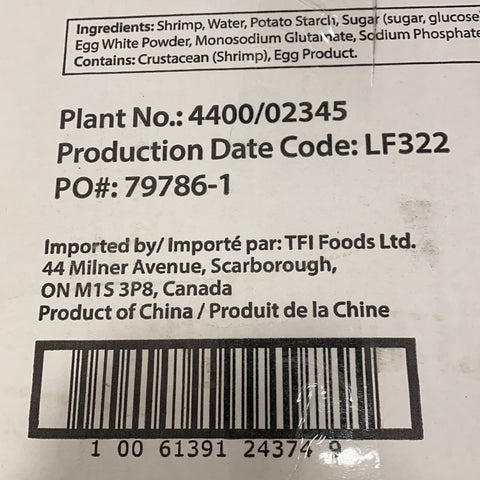 Ingredients: Shrimp, Water, Potato Starch, Sugar (sugar, glucose)
Egg White Powder, Monosodium Glutamate, Sodium Phosphate
Contains: Crustacean (Shrimp), Egg Product.
Plant No.: 4400/02345
Production Date Code: LF322
PO#: 79786-1
Imported by/ Importé par: TFI Foods Ltd.
44 Milner Avenue, Scarborough,
ON M1S 3P8, Canada
Product of China / Produit de la Chine
1 00 61391 24374 9